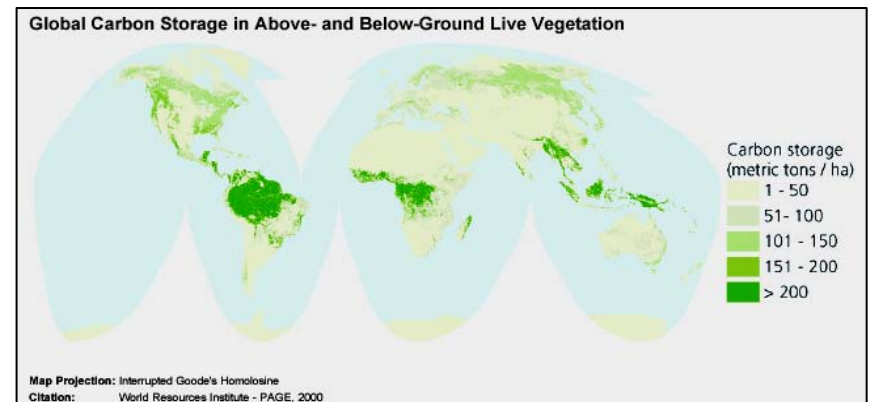 Global Carbon Storage in Above- and Below-Ground Live Vegetation
Carbon storage
(metric tons / ha)
1 - 50
51- 100
101 - 150
151 - 200
> 200
Map Projection: Interrupted Goode's Homolosine
Citation: World Resources Institute - PAGE, 2000